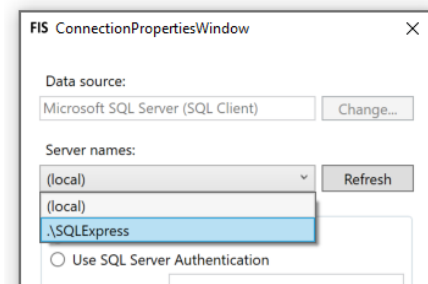 FIS ConnectionPropertiesWindow
Data source:
Microsoft SQL Server (SQL Client)
Change...
Server names:
(local)
Refresh
(local)
.\SQLExpress
Use SQL Server Authentication